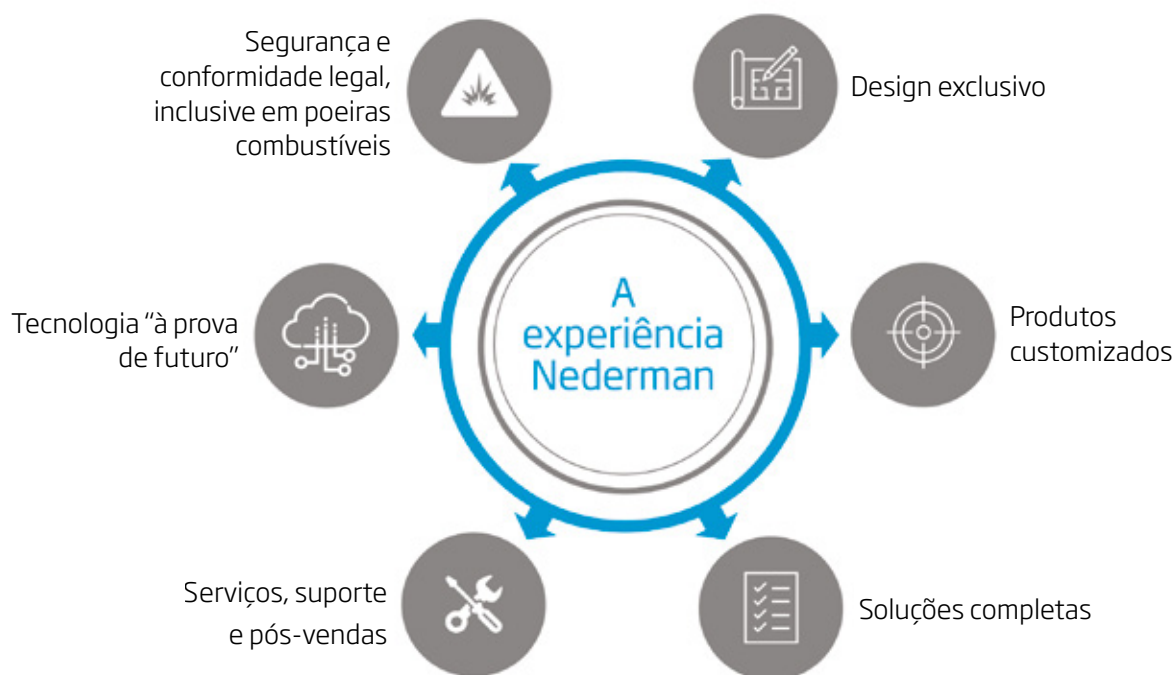 Segurança e
conformidade legal,
inclusive em poeiras
combustíveis
Design exclusivo
Tecnologia “à prova
de futuro”
A
experiência
Nederman
Produtos
customizados
Serviços, suporte
e pós-vendas
Soluções completas